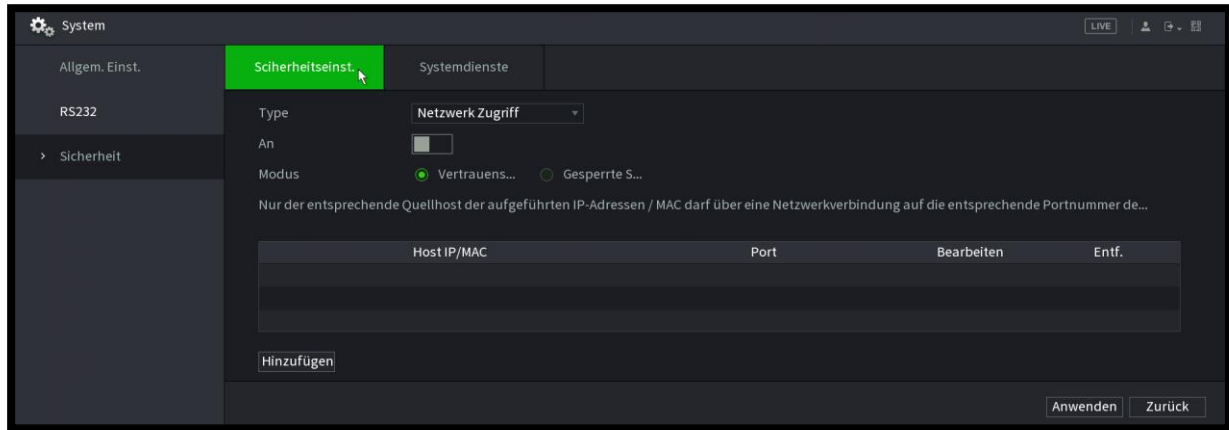 System
LIVE
Allgem. Einst.
RS232
> Sicherheit
Sciherheitseinst.
Systemdienste
Type
Netzwerk Zugriff
An
Modus
Vertrauens...
Gesperrte S...
Nur der entsprechende Quellhost der aufgeführten IP-Adressen / MAC darf über eine Netzwerkverbindung auf die entsprechende Portnummer de...
Host IP/MAC Port Bearbeiten Entf.
Hinzufügen
Anwenden Zurück